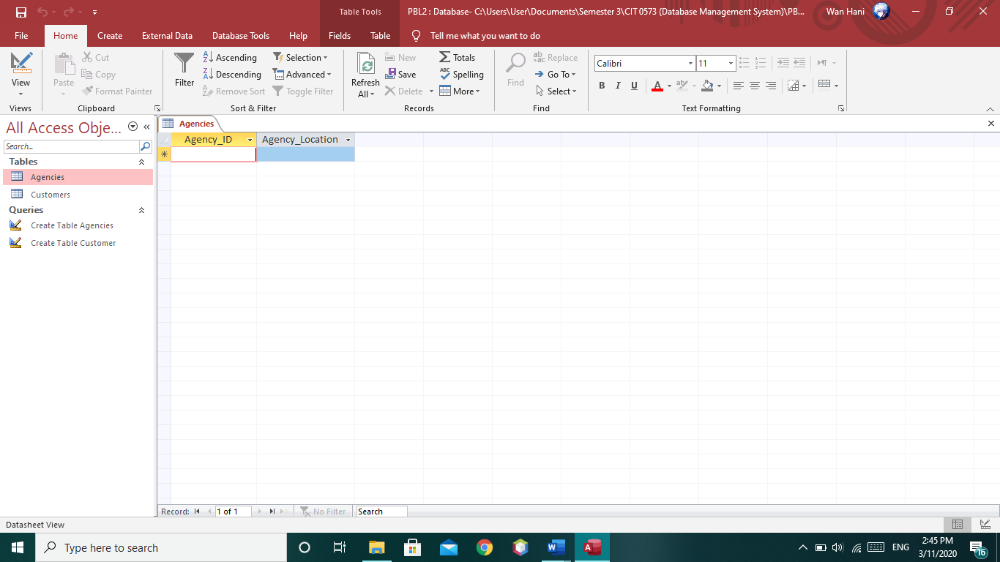 Table Tools
PBL2 : Database- C:\Users\User\Documents\Semester 3\CIT 0573 (Database Management System)\PB...
Wan Hani
File Home Create External Data Database Tools Help Fields Table Tell me what you want to do
View
Views
Paste
Cut
Copy
Format Painter
Clipboard
Filter
Ascending
Descending
Remove Sort
Selection
Advanced
Toggle Filter
Sort & Filter
Refresh
All
New
Save
Delete
Totals
Spelling
More
Records
Find
Replace
Go To
Select
Find
Calibri 11
B I U
Text Formatting
All Access Obje...
Search...
Tables
Agencies
Customers
Queries
Create Table Agencies
Create Table Customer
Agencies
Agency_ID Agency_Location
Record: 1 of 1 No Filter Search
Datasheet View
Type here to search
ENG
2:45 PM
3/11/2020
16